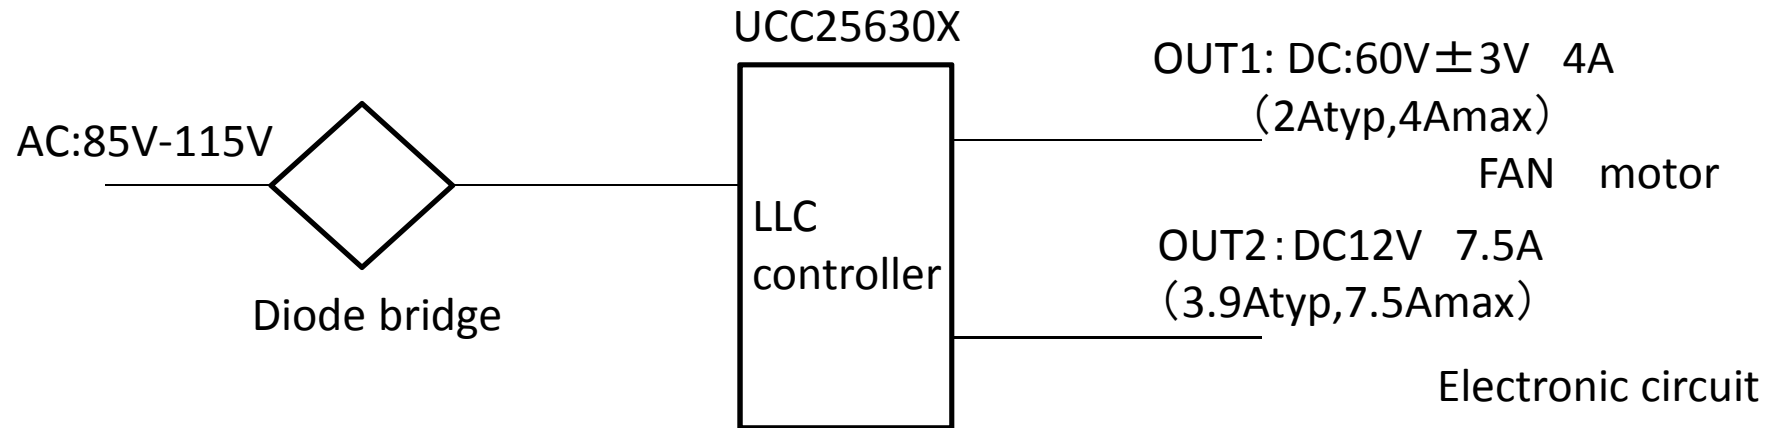 UCC25630X
OUT1: DC:60V±3V 4A
（2Atyp,4Amax）
AC:85V-115V
FAN motor
LLC
controller
OUT2：DC12V 7.5A
（3.9Atyp,7.5Amax）
Diode bridge
Electronic circuit